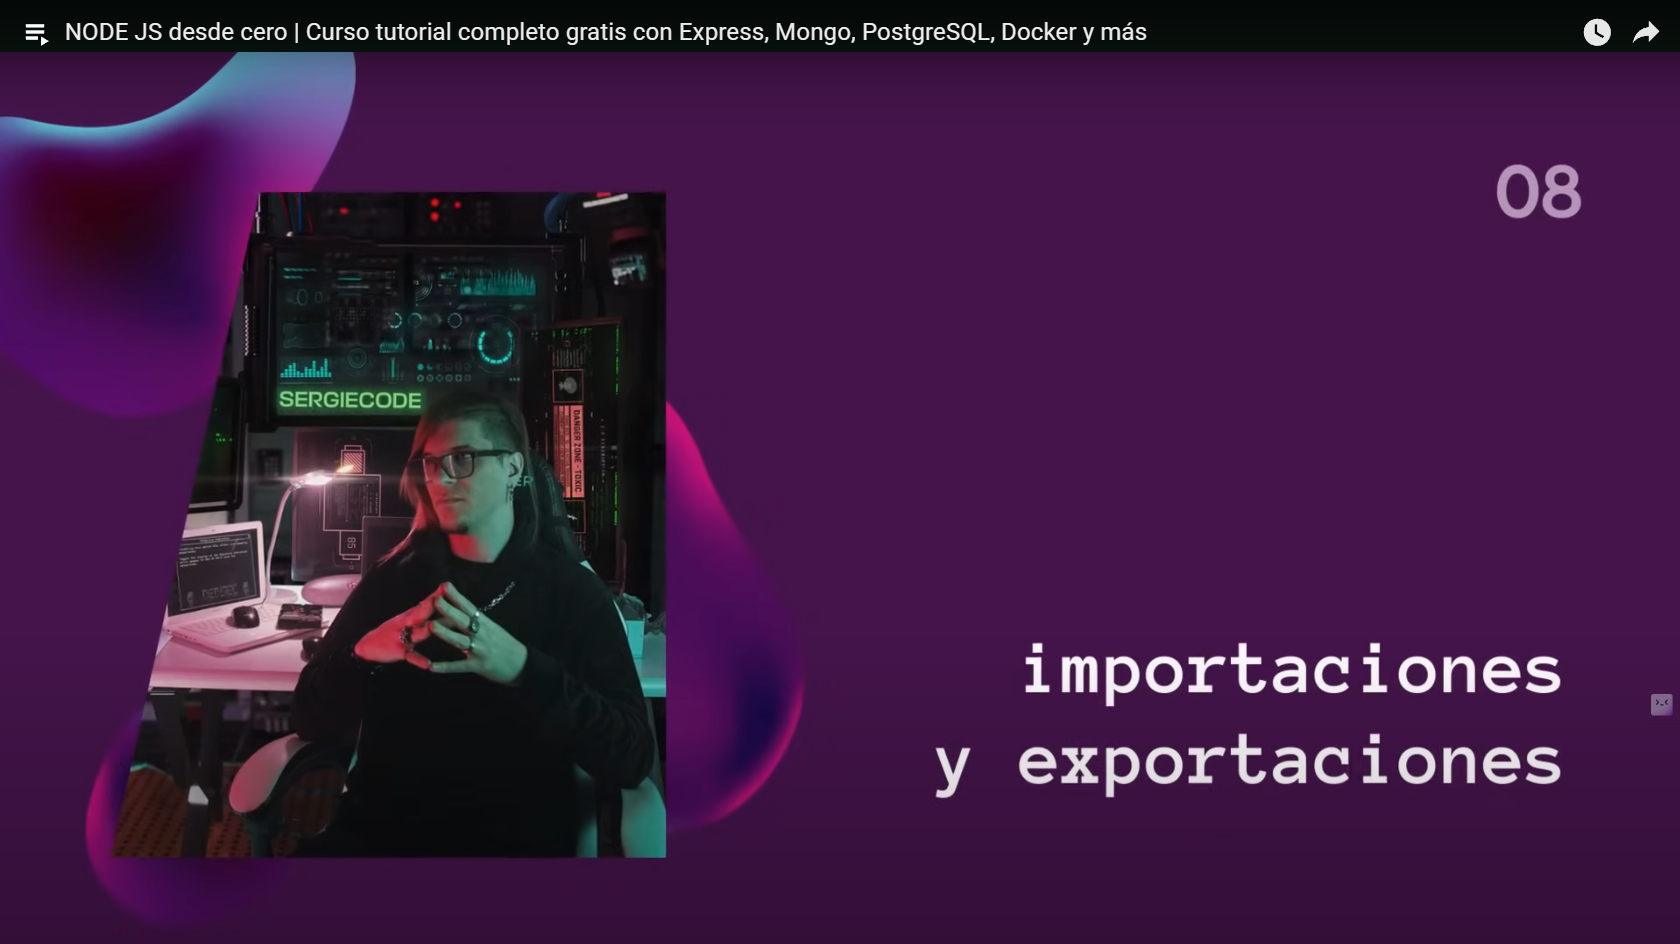 NODE JS desde cero | Curso tutorial completo gratis con Express, Mongo, PostgreSQL, Docker y más
08
SERGIECODE
DANGER ZONE - TOXIC
85
importaciones
y exportaciones